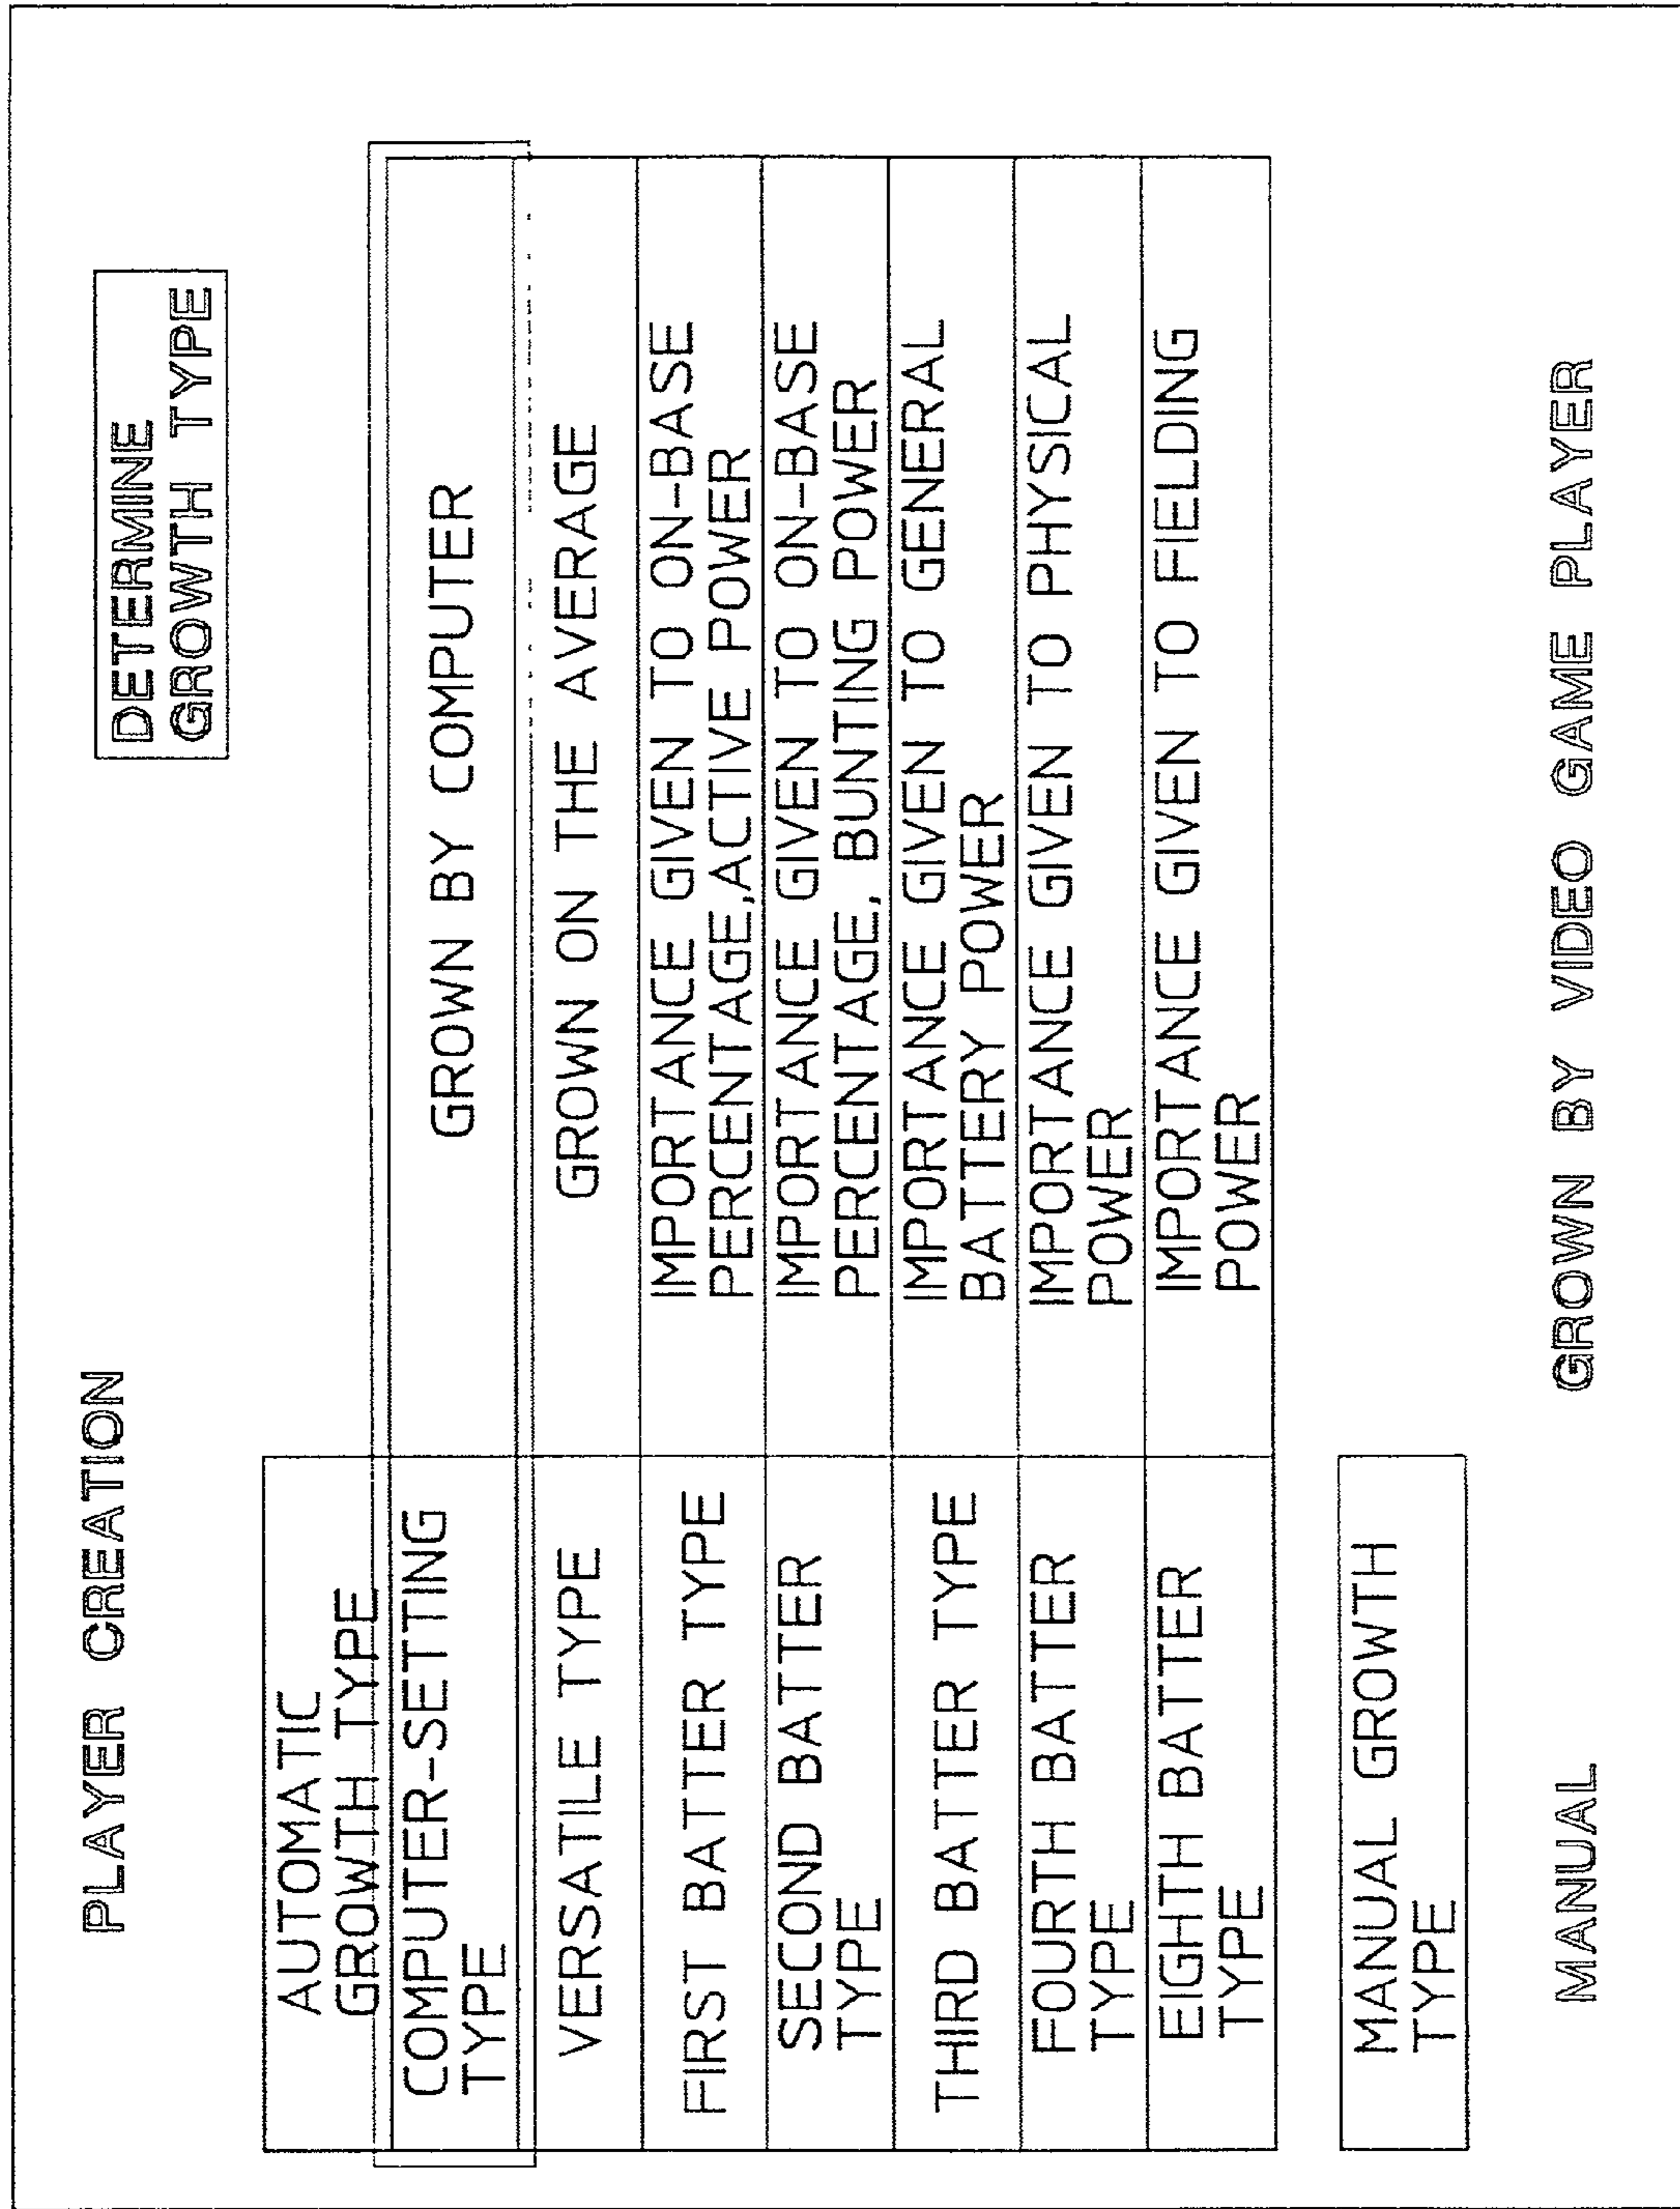 PLAYER CREATION
DETERMINE
GROWTH TYPE
AUTOMATIC
GROWTH TYPE
COMPUTER-SETTING
TYPE
GROWN BY COMPUTER
VERSATILE TYPE
GROWN ON THE AVERAGE
FIRST BATTER TYPE
IMPORTANCE GIVEN TO ON-BASE
PERCENTAGE,ACTIVE POWER
SECOND BATTER
TYPE
IMPORTANCE GIVEN TO ON-BASE
PERCENTAGE, BUNTING POWER
THIRD BATTER TYPE
IMPORTANCE GIVEN TO GENERAL
BATTERY POWER
FOURTH BATTER
TYPE
IMPORTANCE GIVEN TO PHYSICAL
POWER
EIGHTH BATTER
TYPE
IMPORTANCE GIVEN TO FIELDING
POWER
MANUAL GROWTH
TYPE
MANUAL
GROWN BY VIDEO GAME PLAYER